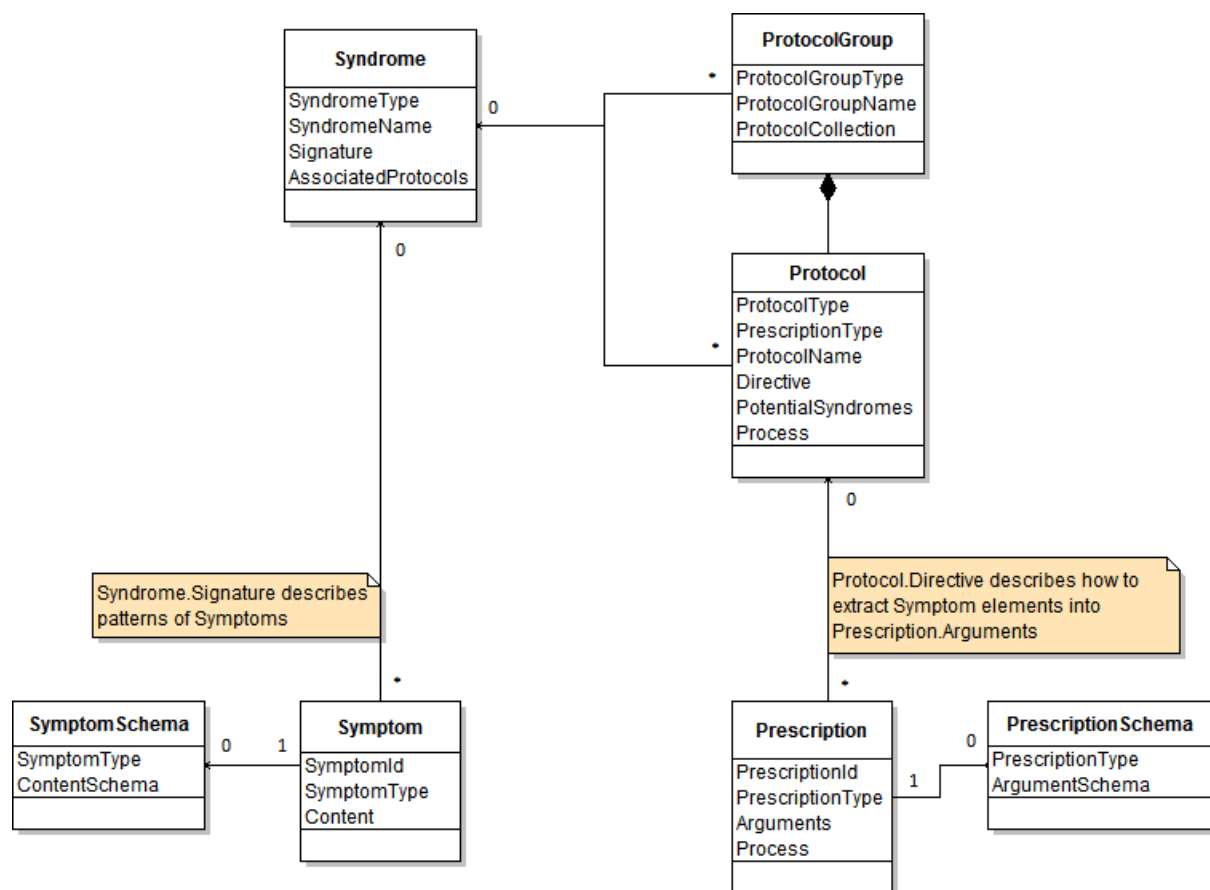 Syndrome
SyndromeType
SyndromeName
Signature
AssociatedProtocols
0
0
ProtocolGroup
ProtocolGroupType
ProtocolGroupName
ProtocolCollection
*
Protocol
ProtocolType
PrescriptionType
ProtocolName
Directive
PotentialSyndromes
Process
*
0
Syndrome.Signature describes
patterns of Symptoms
Protocol.Directive describes how to
extract Symptom elements into
Prescription.Arguments
SymptomSchema
SymptomType
ContentSchema
0
1
*
Symptom
SymptomId
SymptomType
Content
*
Prescription
PrescriptionId
PrescriptionType
Arguments
Process
1
0
PrescriptionSchema
PrescriptionType
ArgumentSchema